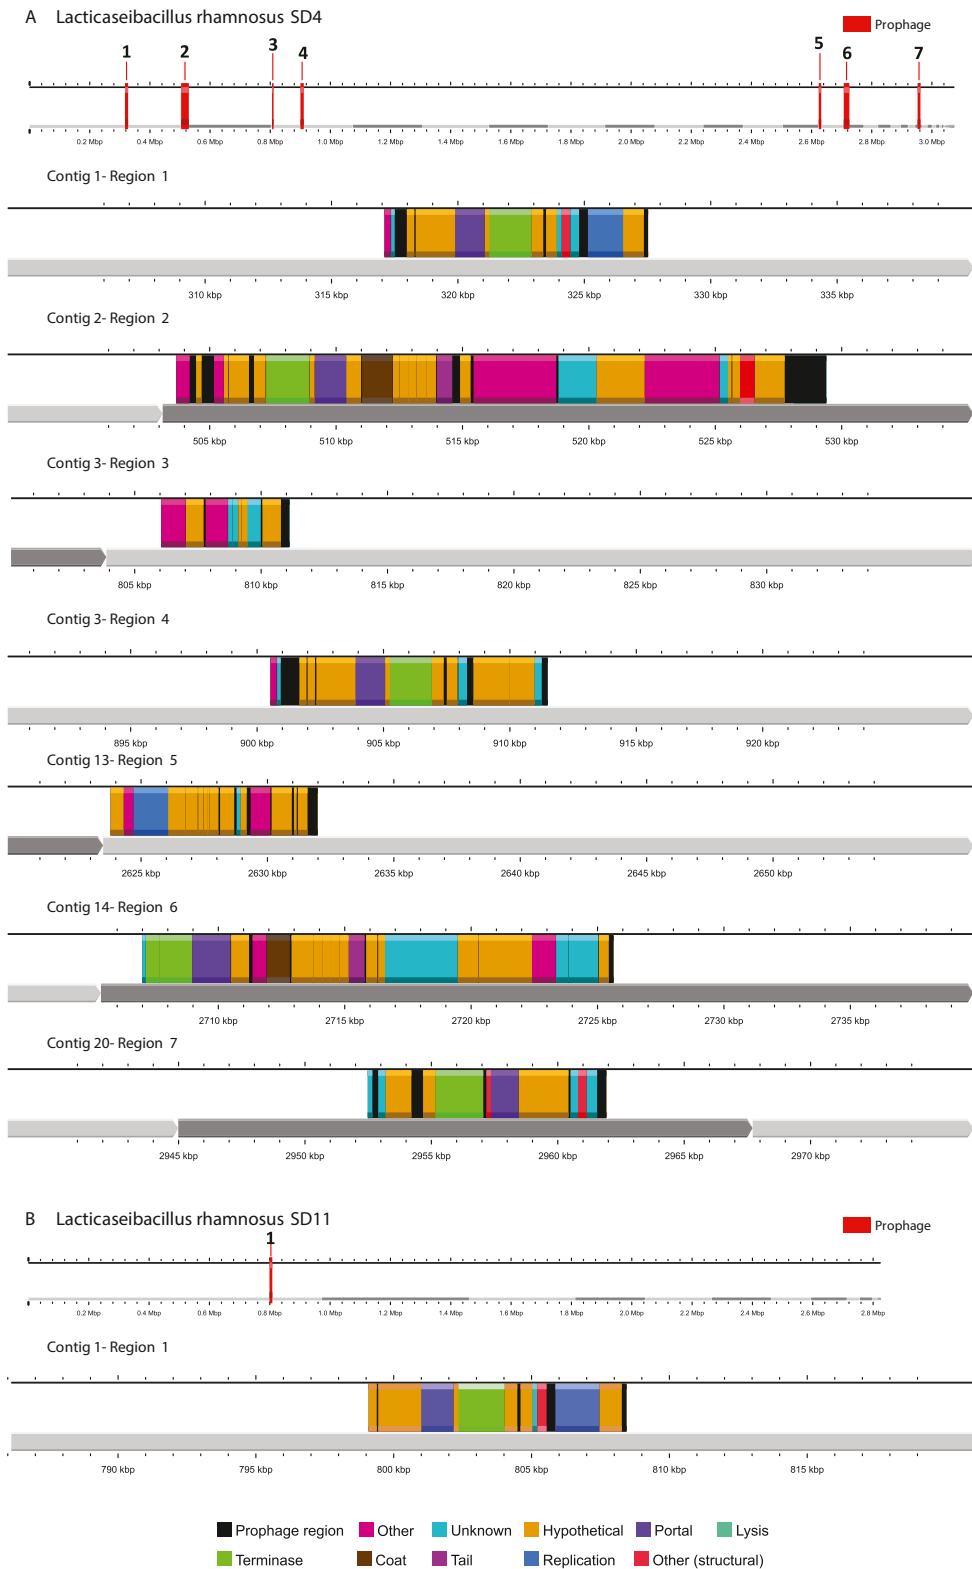 A Lacticaseibacillus rhamnosus SD4
Prophage
1 2 3 4 5 6 7
0.2 Mbp 0.4 Mbp 0.6 Mbp 0.8 Mbp 1.0 Mbp 1.2 Mbp 1.4 Mbp 1.6 Mbp 1.8 Mbp 2.0 Mbp 2.2 Mbp 2.4 Mbp 2.6 Mbp 2.8 Mbp 3.0 Mbp
Contig 1- Region 1
310 kbp 315 kbp 320 kbp 325 kbp 330 kbp 335 kbp
Contig 2- Region 2
505 kbp 510 kbp 515 kbp 520 kbp 525 kbp 530 kbp
Contig 3- Region 3
805 kbp 810 kbp 815 kbp 820 kbp 825 kbp 830 kbp
Contig 3- Region 4
895 kbp 900 kbp 905 kbp 910 kbp 915 kbp 920 kbp
Contig 13- Region 5
2625 kbp 2630 kbp 2635 kbp 2640 kbp 2645 kbp 2650 kbp
Contig 14- Region 6
2710 kbp 2715 kbp 2720 kbp 2725 kbp 2730 kbp 2735 kbp
Contig 20- Region 7
2945 kbp 2950 kbp 2955 kbp 2960 kbp 2965 kbp 2970 kbp
B Lacticaseibacillus rhamnosus SD11
Prophage
1
0.2 Mbp 0.4 Mbp 0.6 Mbp 0.8 Mbp 1.0 Mbp 1.2 Mbp 1.4 Mbp 1.6 Mbp 1.8 Mbp 2.0 Mbp 2.2 Mbp 2.4 Mbp 2.6 Mbp 2.8 Mbp
Contig 1- Region 1
790 kbp 795 kbp 800 kbp 805 kbp 810 kbp 815 kbp
Prophage region Other Unknown Hypothetical Portal Lysis
Terminase Coat Tail Replication Other (structural)